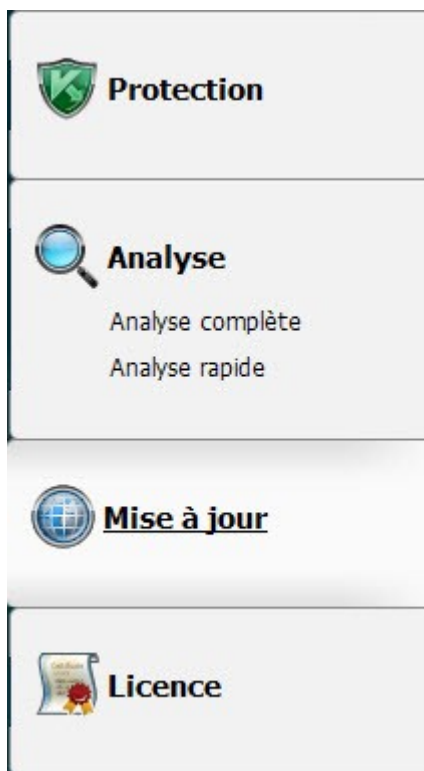 Protection
Analyse
Analyse complète
Analyse rapide
Mise à jour
Licence